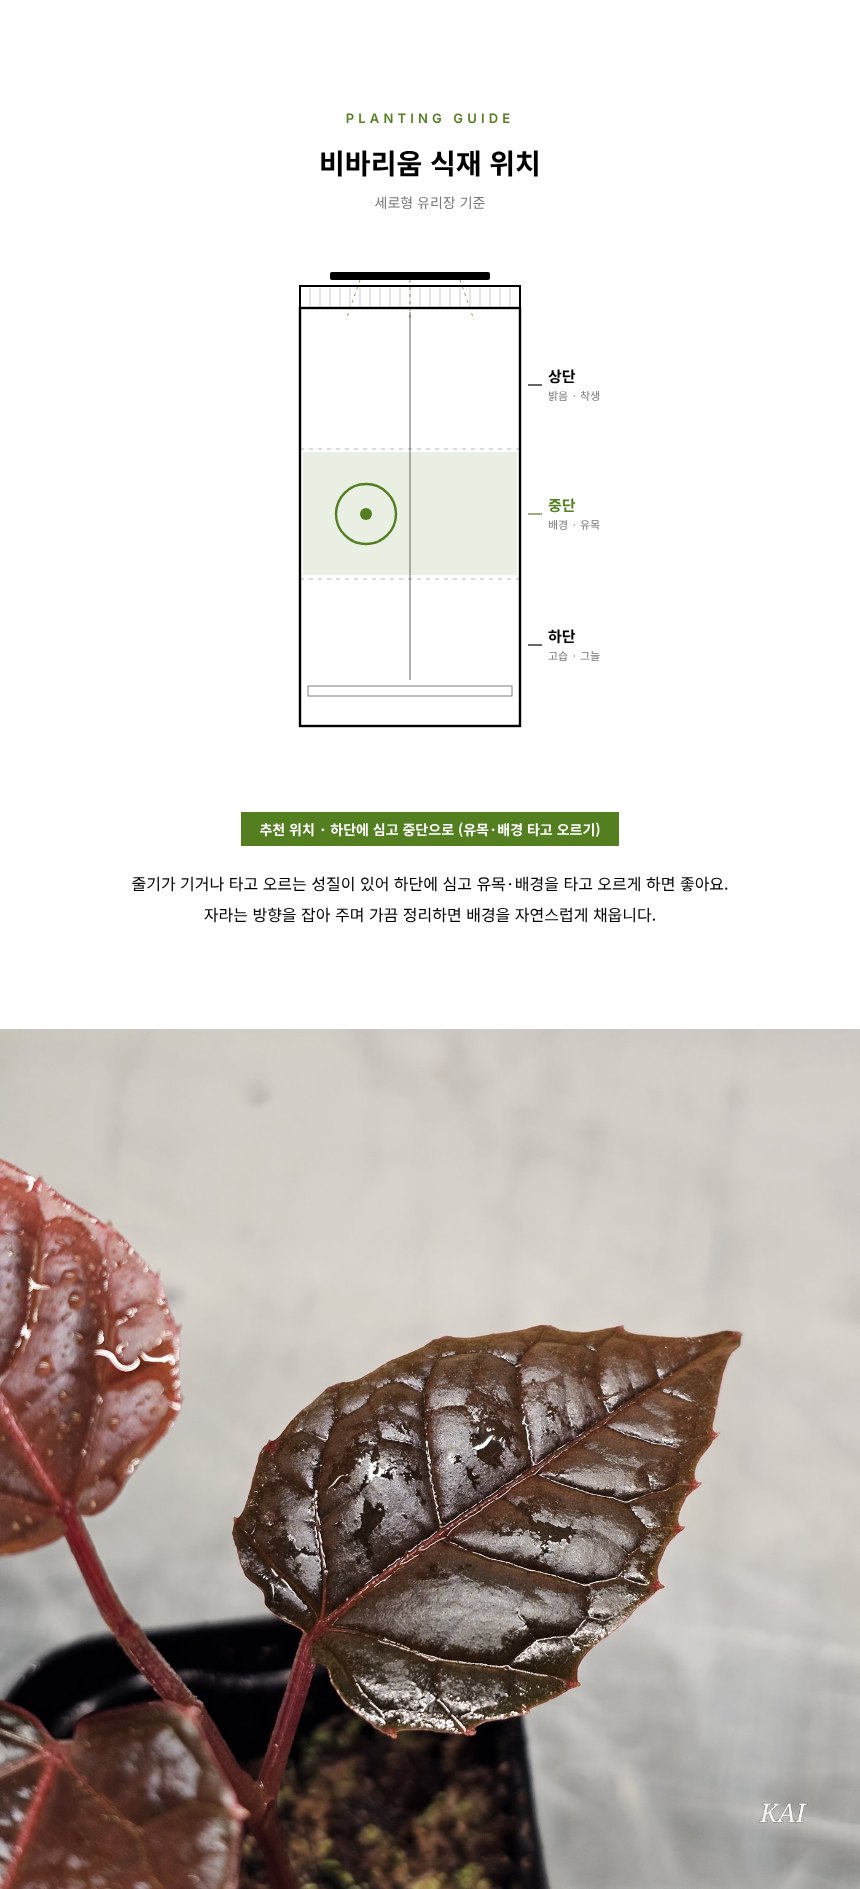 PLANTING GUIDE
비바리움 식재 위치
세로형 유리장 기준
상단
밝음 · 착생
중단
배경 · 유목
하단
고습 · 그늘
추천 위치 · 하단에 심고 중단으로 (유목·배경 타고 오르기)
줄기가 기거나 타고 오르는 성질이 있어 하단에 심고 유목·배경을 타고 오르게 하면 좋아요.
자라는 방향을 잡아 주며 가끔 정리하면 배경을 자연스럽게 채웁니다.
KAI